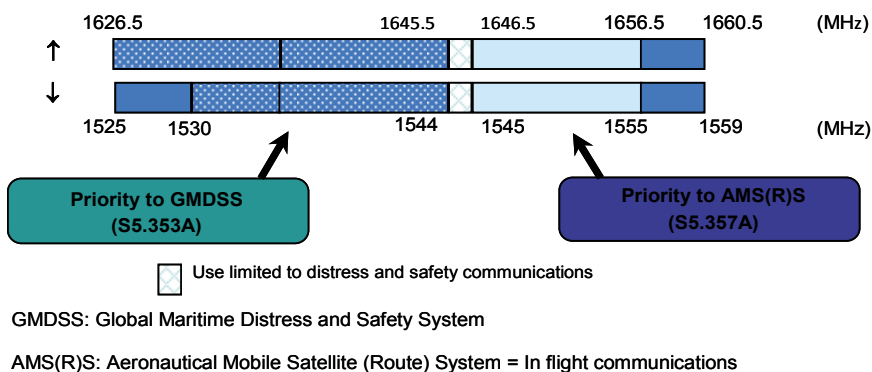 1626.5 1645.5 1646.5 1656.5 1660.5 (MHz)
↑
↓
1525 1530 1544 1545 1555 1559 (MHz)
Priority to GMDSS
(S5.353A)
Priority to AMS(R)S
(S5.357A)
Use limited to distress and safety communications
GMDSS: Global Maritime Distress and Safety System
AMS(R)S: Aeronautical Mobile Satellite (Route) System = In flight communications